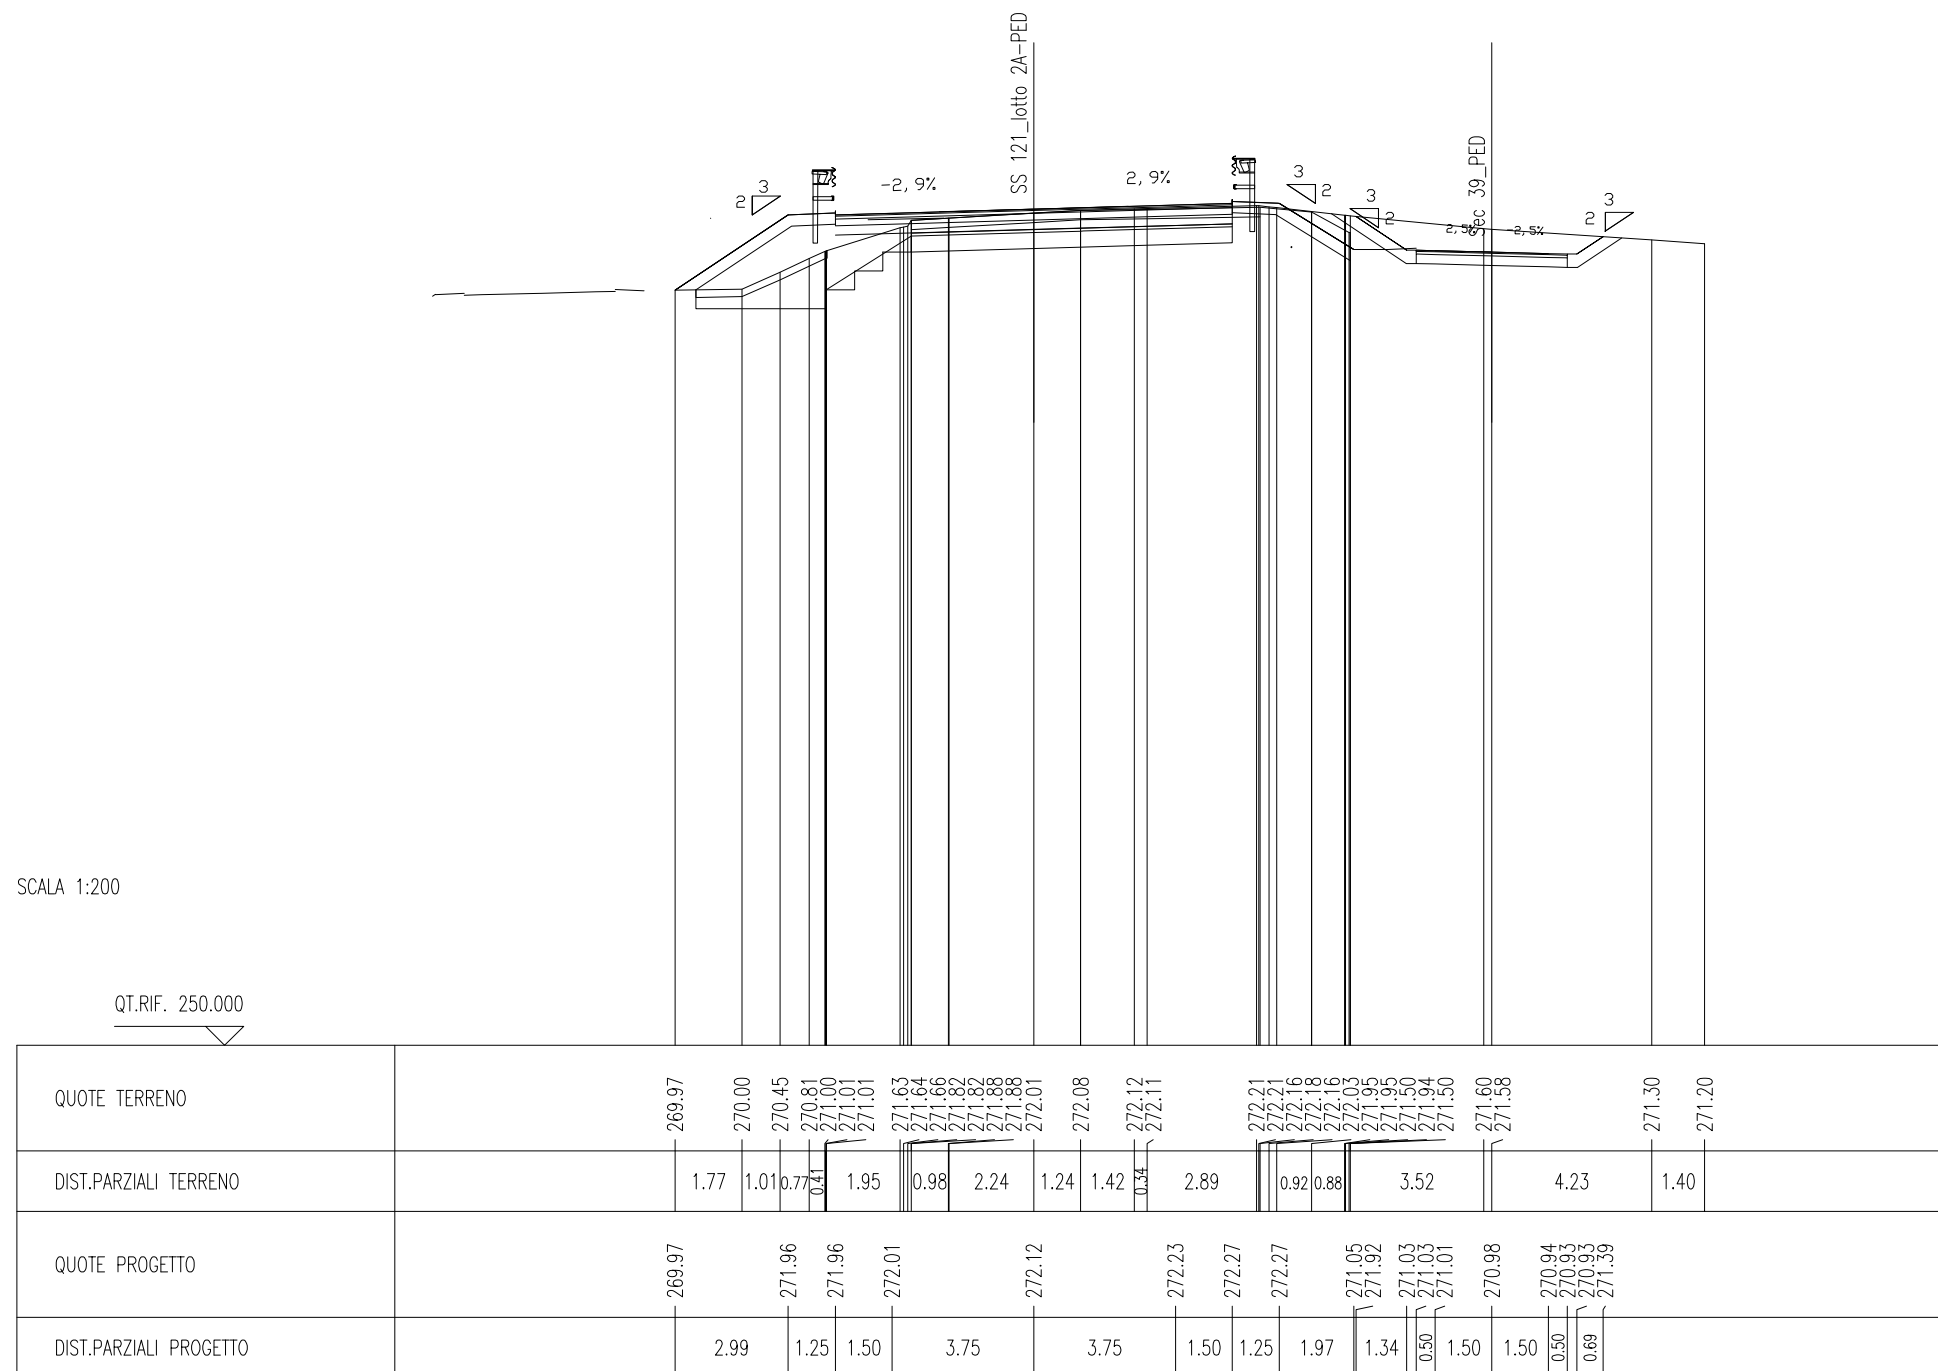 SS 121_lotto 2A-PED
Sec 39_PED
3
2
-2,9%
2,9%
3
2
3
2
2,5%
-2,5%
3
2
SCALA 1:200
QT.RIF. 250.000
QUOTE TERRENO 269.97 270.00 270.45 270.81 271.00 271.01 271.01 271.63 271.64 271.66 271.82 271.82 271.88 271.88 272.01 272.08 272.12 272.11 272.21 272.21 272.16 272.18 272.16 272.03 271.95 271.95 271.50 271.94 271.50 271.60 271.58 271.30 271.20
DIST.PARZIALI TERRENO 1.77 1.01 0.77 0.41 1.95 0.98 2.24 1.24 1.42 0.34 2.89 0.92 0.88 3.52 4.23 1.40
QUOTE PROGETTO 269.97 271.96 271.96 272.01 272.12 272.23 272.27 272.27 271.05 271.92 271.03 271.03 271.01 270.98 270.94 270.93 270.93 271.39
DIST.PARZIALI PROGETTO 2.99 1.25 1.50 3.75 3.75 1.50 1.25 1.97 1.34 0.50 1.50 1.50 0.50 0.69